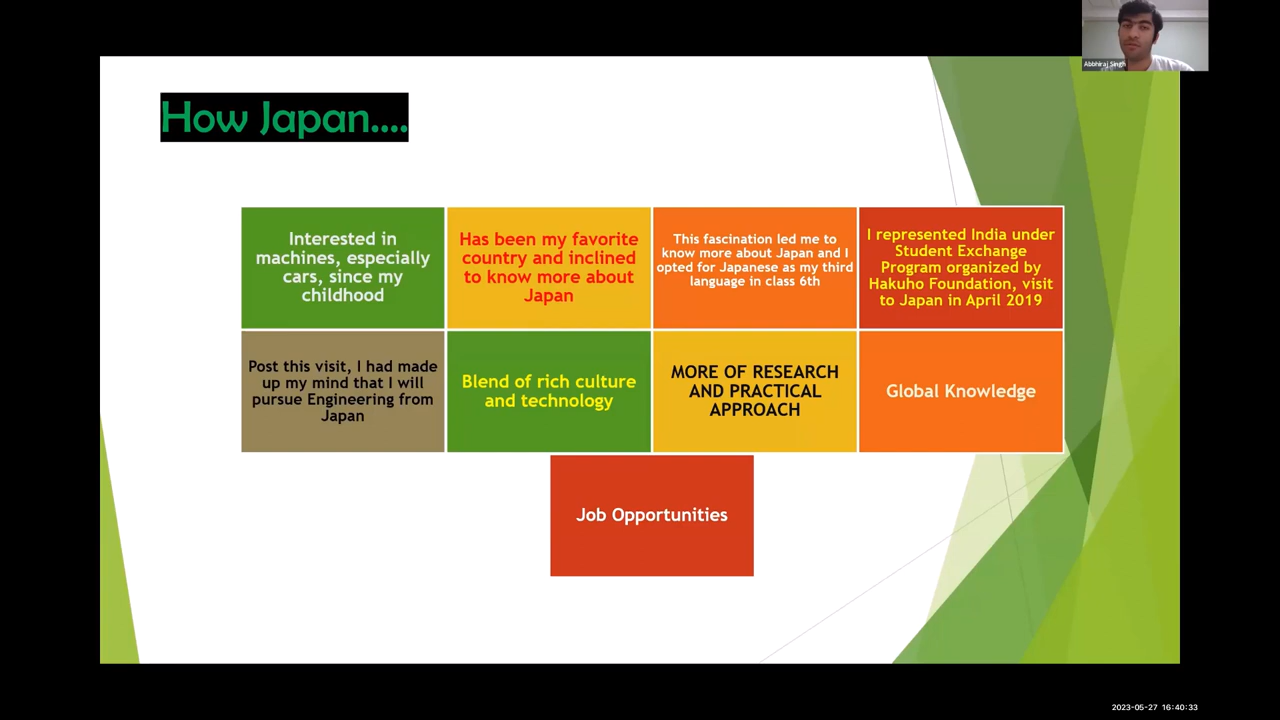 Abbhiraj Singh
How Japan....
Interested in
machines, especially
cars, since my
childhood
Has been my favorite
country and inclined
to know more about
Japan
This fascination led me to
know more about Japan and I
opted for Japanese as my third
language in class 6th
I represented India under
Student Exchange
Program organized by
Hakuho Foundation, visit
to Japan in April 2019
Post this visit, I had made
up my mind that I will
pursue Engineering from
Japan
Blend of rich culture
and technology
MORE OF RESEARCH
AND PRACTICAL
APPROACH
Global Knowledge
Job Opportunities
2023-05-27 16:40:33